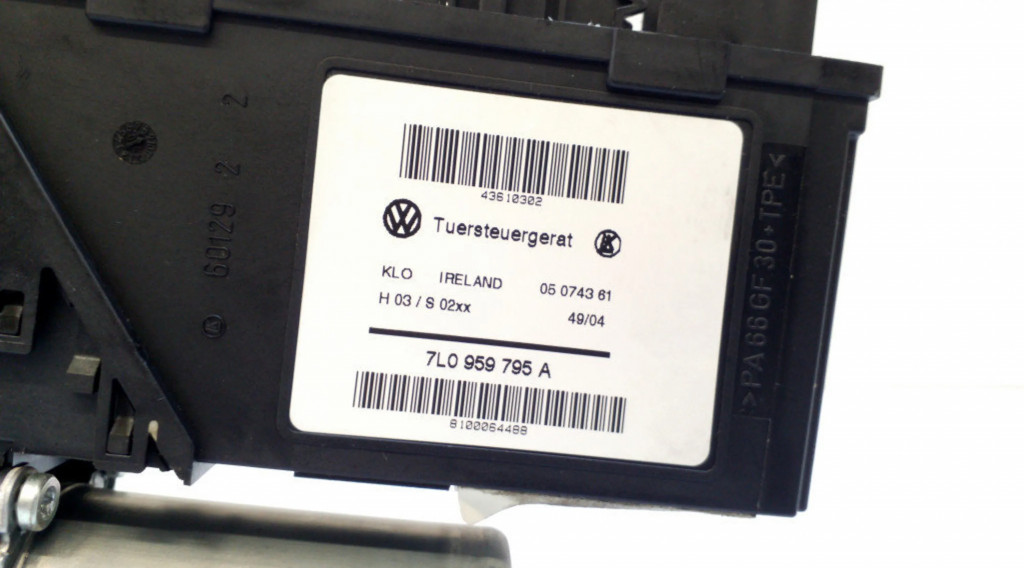 43610302
Tuersteuergerat
KLO IRELAND 05 0743 61
H 03 / S 02xx 49/04
7L0 959 795 A
8100064488
60129 2 2
>PA66 GF30+TPE<